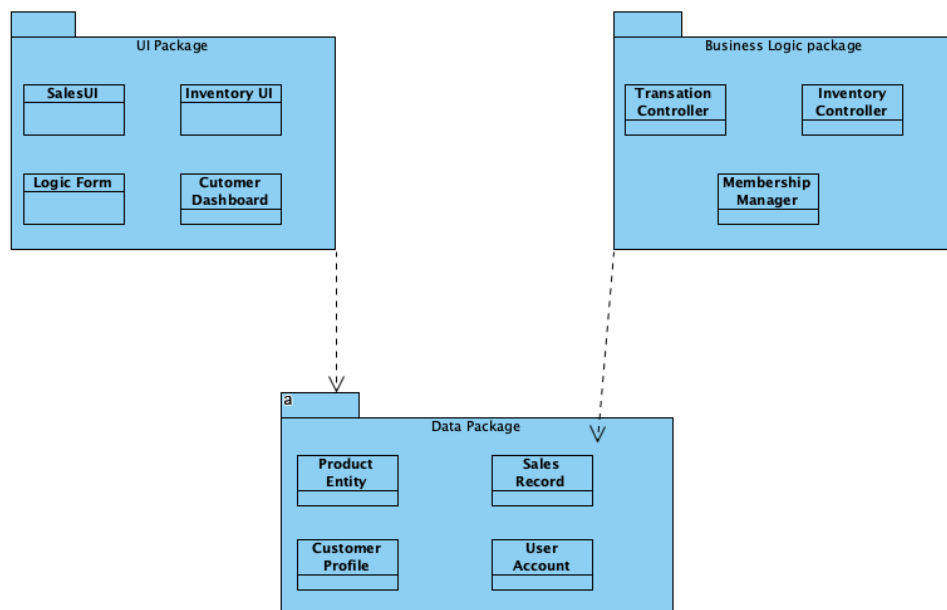 UI Package
SalesUI
Inventory UI
Logic Form
Cutomer
Dashboard
Business Logic package
Transation
Controller
Inventory
Controller
Membership
Manager
a
Data Package
Product
Entity
Sales
Record
Customer
Profile
User
Account